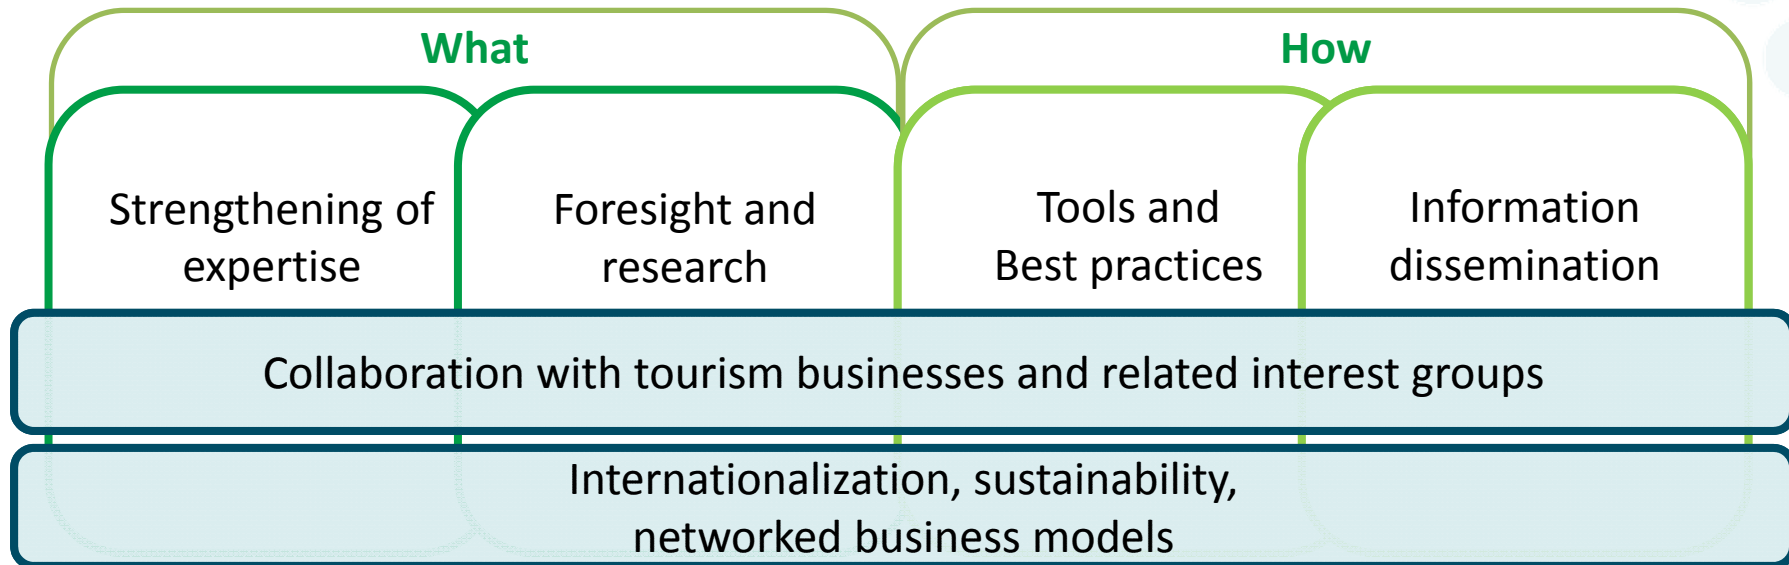 What
How
Strengthening of
expertise
Foresight and
research
Tools and
Best practices
Information
dissemination
Collaboration with tourism businesses and related interest groups
Internationalization, sustainability,
networked business models